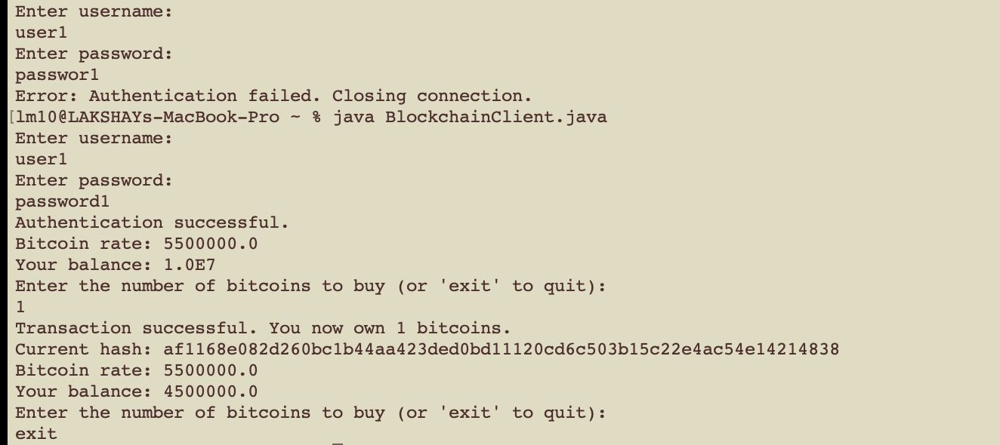 Enter username:
user1
Enter password:
passwor1
Error: Authentication failed. Closing connection.
[lm10@LAKSHAYs-MacBook-Pro ~ % java BlockchainClient.java
Enter username:
user1
Enter password:
password1
Authentication successful.
Bitcoin rate: 5500000.0
Your balance: 1.0E7
Enter the number of bitcoins to buy (or 'exit' to quit):
1
Transaction successful. You now own 1 bitcoins.
Current hash: af1168e082d260bc1b44aa423ded0bd11120cd6c503b15c22e4ac54e14214838
Bitcoin rate: 5500000.0
Your balance: 4500000.0
Enter the number of bitcoins to buy (or 'exit' to quit):
exit